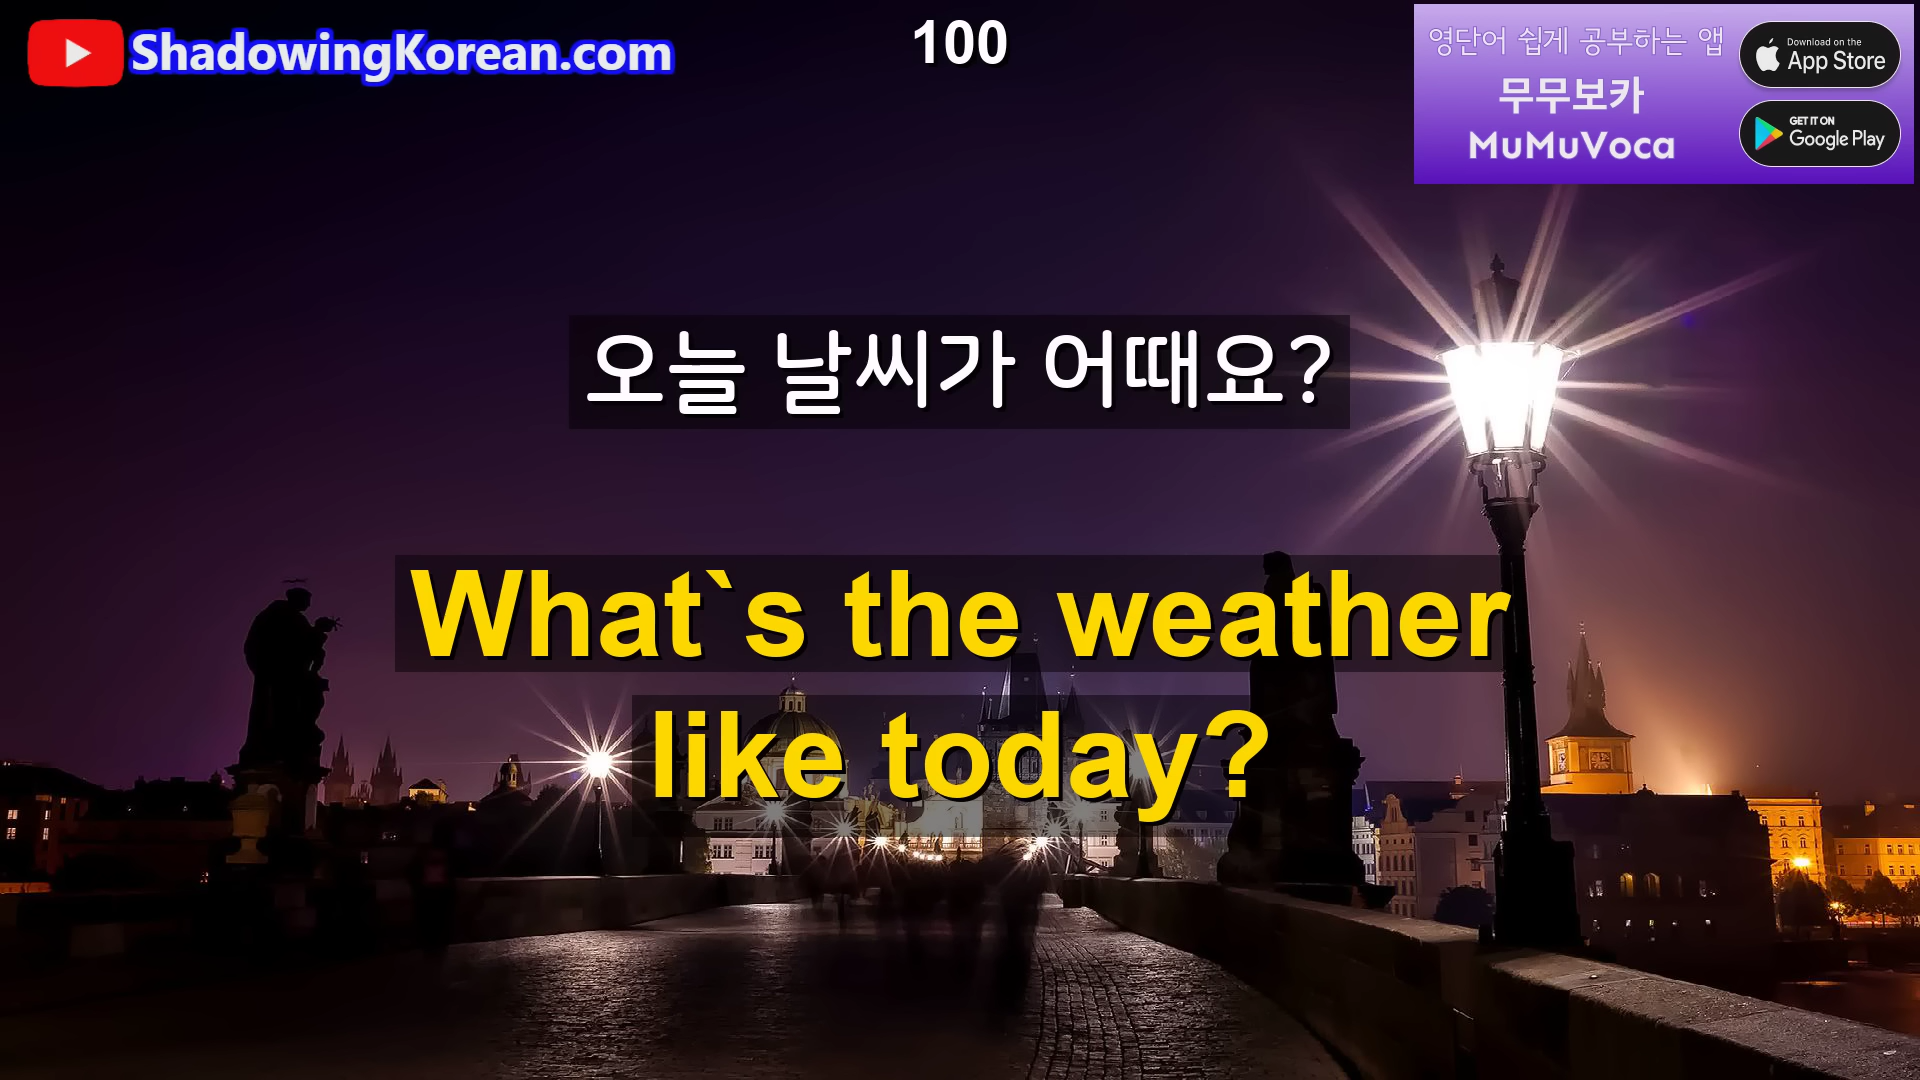 ShadowingKorean.com
100
영단어 쉽게 공부하는 앱
무무보카
MuMuVoca
Download on the
App Store
GET IT ON
Google Play
오늘 날씨가 어때요?
What`s the weather
like today?